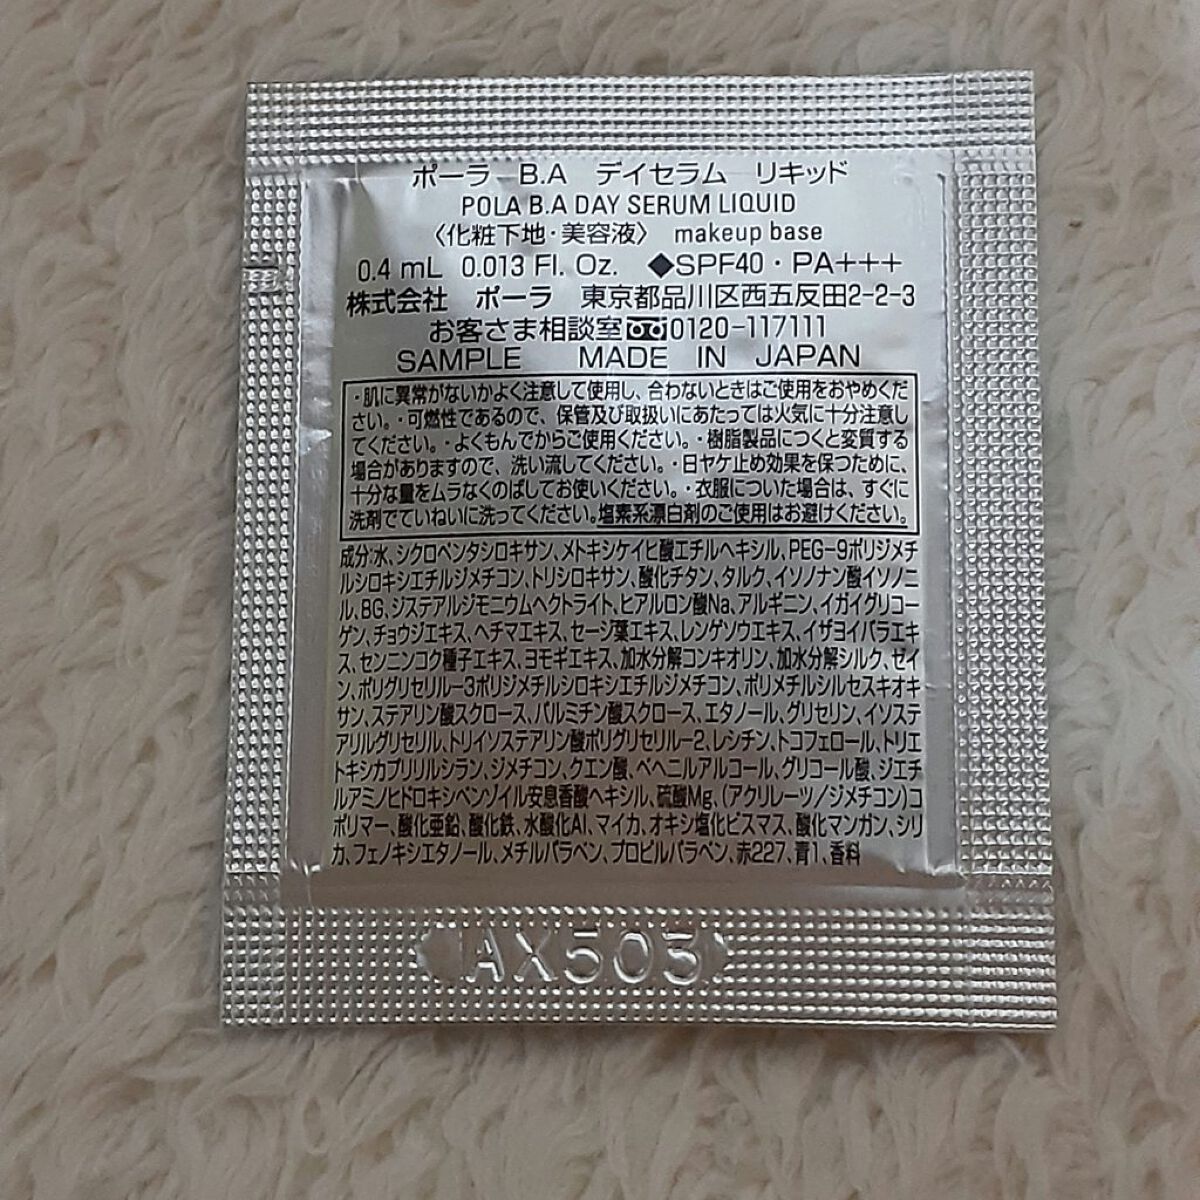 ポーラ B.A デイセラム リキッド
POLA B.A DAY SERUM LIQUID
〈化粧下地・美容液〉 makeup base
0.4 mL 0.013 Fl. Oz. ◆SPF40・PA+++
株式会社 ポーラ 東京都品川区西五反田2-2-3
お客さま相談室 0120-117111
SAMPLE MADE IN JAPAN
・肌に異常がないかよく注意して使用し、合わないときはご使用をおやめくだ
さい。・可燃性であるので、保管及び取扱いにあたっては火気に十分注意し
てください。・よくもんでからご使用ください。・樹脂製品につくと変質する
場合がありますので、洗い流してください。・日ヤケ止め効果を保つために、
十分な量をムラなくのばしてお使いください。・衣服についた場合は、すぐに
洗剤でていねいに洗ってください。塩素系漂白剤のご使用はお避けください。
成分:水、シクロペンタシロキサン、メトキシケイヒ酸エチルヘキシル、PEG-9ポリジメチ
ルシロキシエチルジメチコン、トリシロキサン、酸化チタン、タルク、イソノナン酸イソノニ
ル、BG、ジステアルジモニウムヘクトライト、ヒアルロン酸Na、アルギニン、イガイグリコー
ゲン、チョウジエキス、ヘチマエキス、セージ葉エキス、レンゲソウエキス、イザヨイバラエキ
ス、センニンコク種子エキス、ヨモギエキス、加水分解コンキオリン、加水分解シルク、ゼイ
ン、ポリグリセリル-3ポリジメチルシロキシエチルジメチコン、ポリメチルシルセスキオキ
サン、ステアリン酸スクロース、パルミチン酸スクロース、エタノール、グリセリン、イソステ
アリルグリセリル、トリイソステアリン酸ポリグリセリル-2、レシチン、トコフェロール、トリエ
トキシカプリリルシラン、ジメチコン、クエン酸、ベヘニルアルコール、グリコール酸、ジエチ
ルアミノヒドロキシベンゾイル安息香酸ヘキシル、硫酸Mg、(アクリレーツ/ジメチコン)コ
ポリマー、酸化亜鉛、酸化鉄、水酸化Al、マイカ、オキシ塩化ビスマス、酸化マンガン、シリ
カ、フェノキシエタノール、メチルパラベン、プロピルパラベン、赤227、青1、香料
AX503